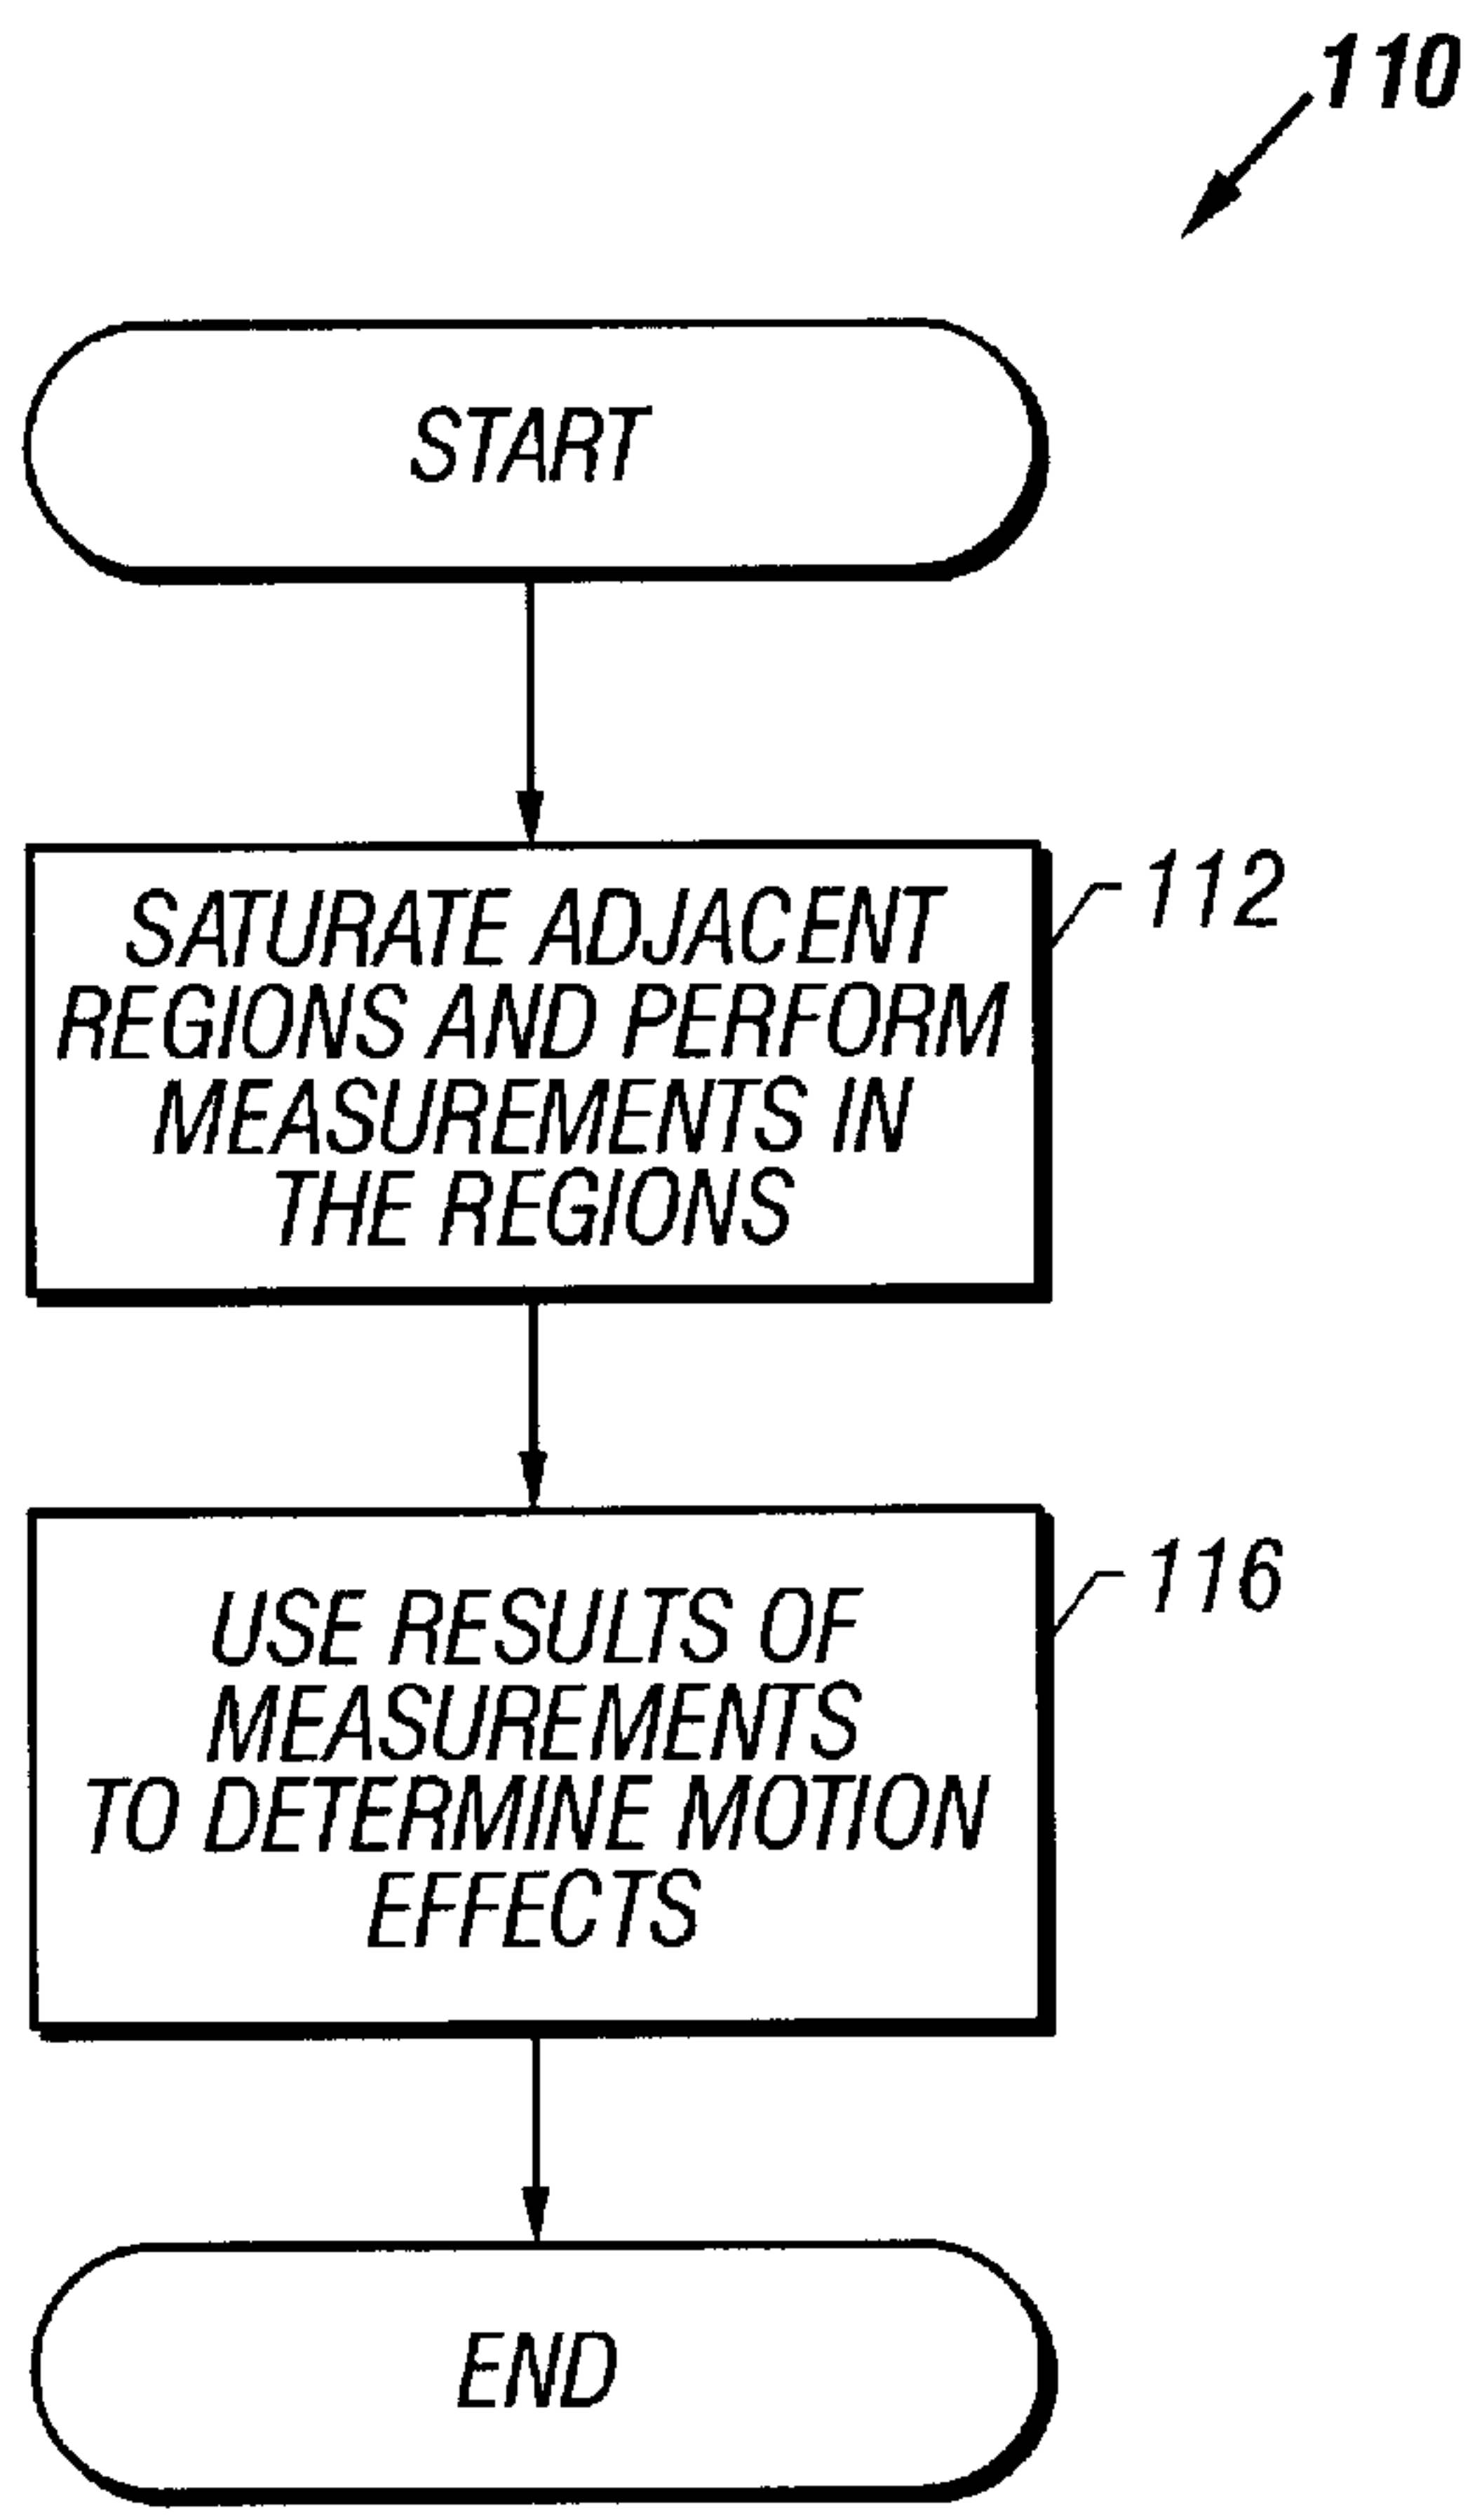 110
START
SATURATE ADJACENT
REGIONS AND PERFORM
MEASUREMENTS IN
THE REGIONS
112
USE RESULTS OF
MEASUREMENTS
TO DETERMINE MOTION
EFFECTS
116
END